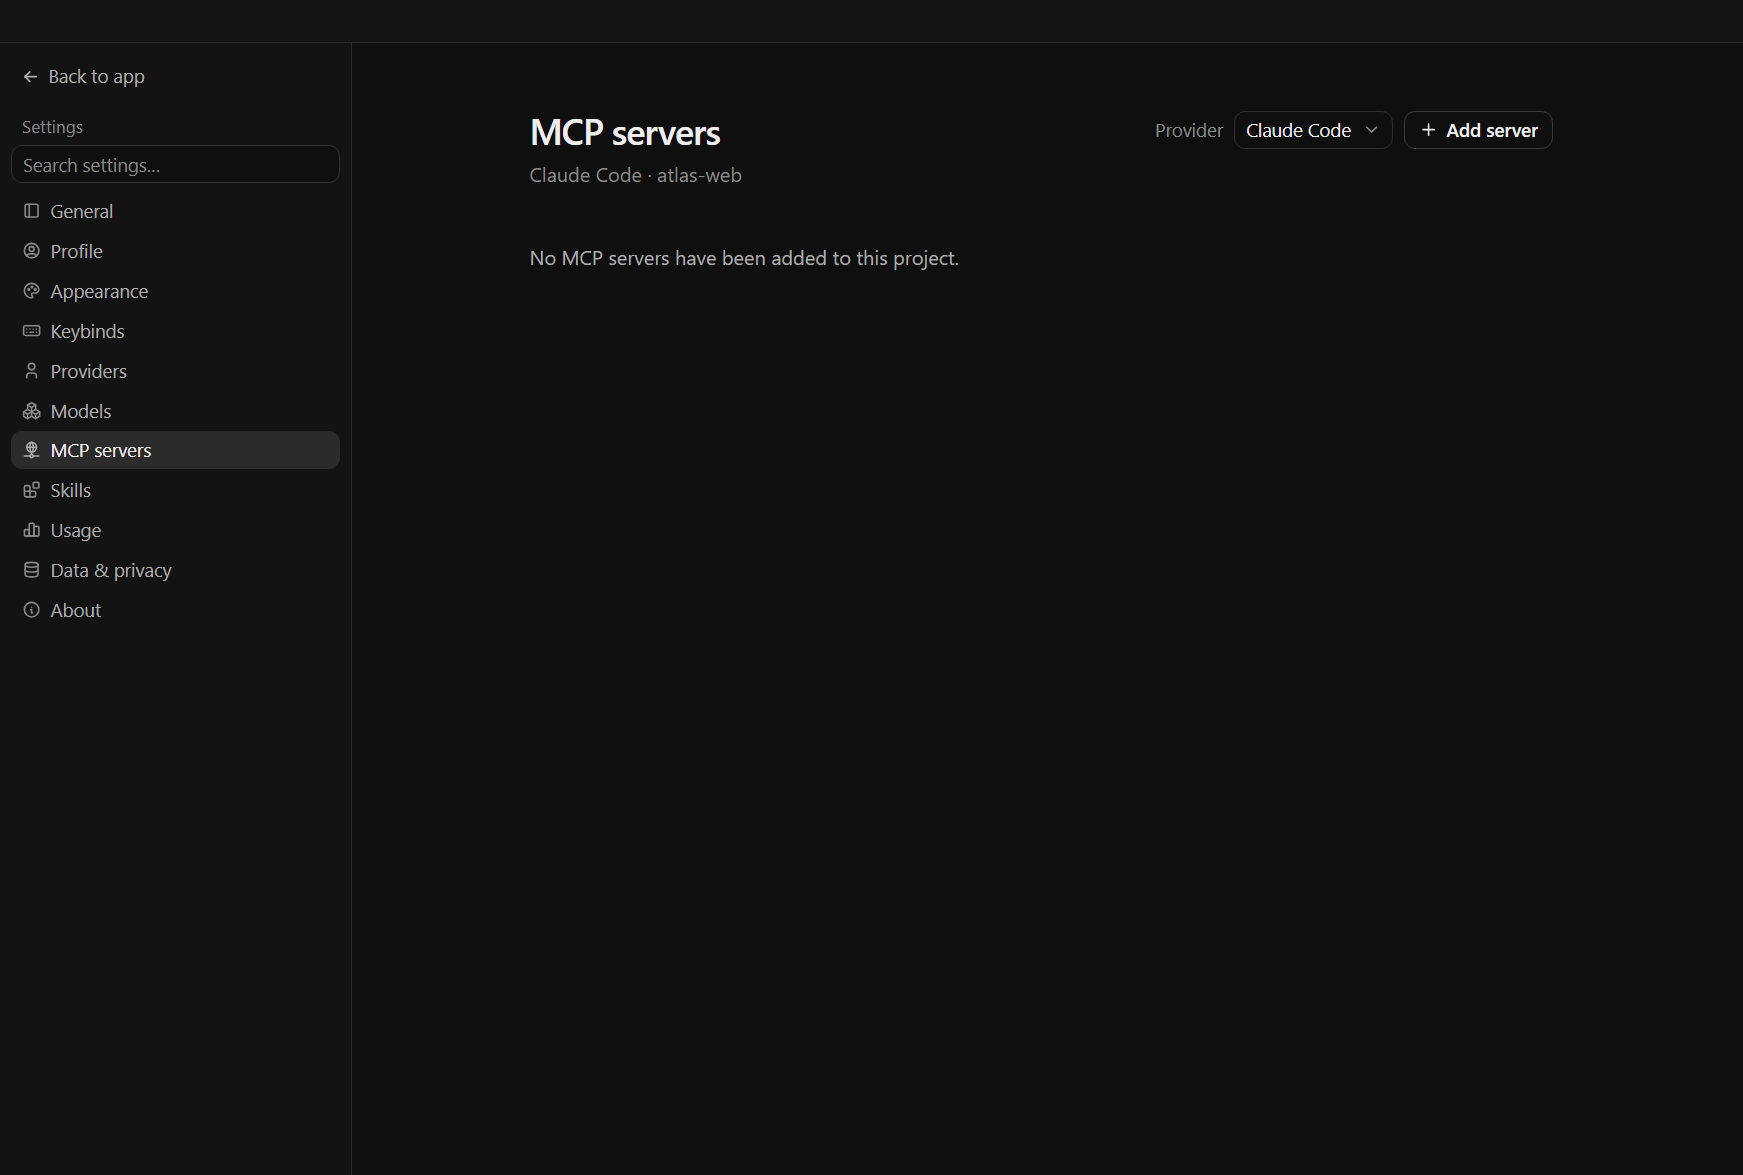 Back to app
Settings
Search settings...
General
Profile
Appearance
Keybinds
Providers
Models
MCP servers
Skills
Usage
Data & privacy
About
MCP servers
Claude Code · atlas-web
Provider
Claude Code
Add server
No MCP servers have been added to this project.